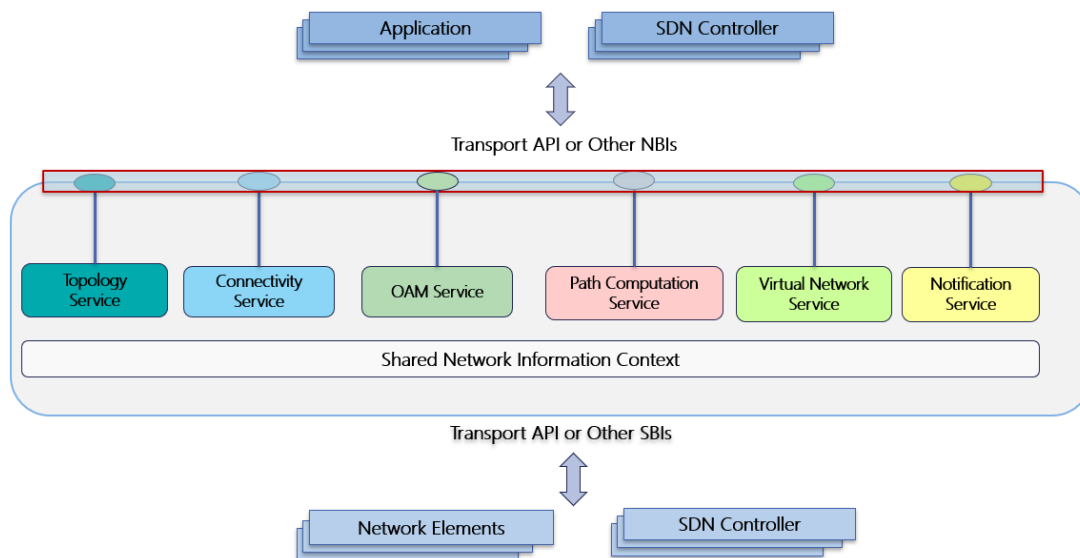 Application
SDN Controller
Transport API or Other NBIs
Topology
Service
Connectivity
Service
OAM Service
Path Computation
Service
Virtual Network
Service
Notification
Service
Shared Network Information Context
Transport API or Other SBIs
Network Elements
SDN Controller